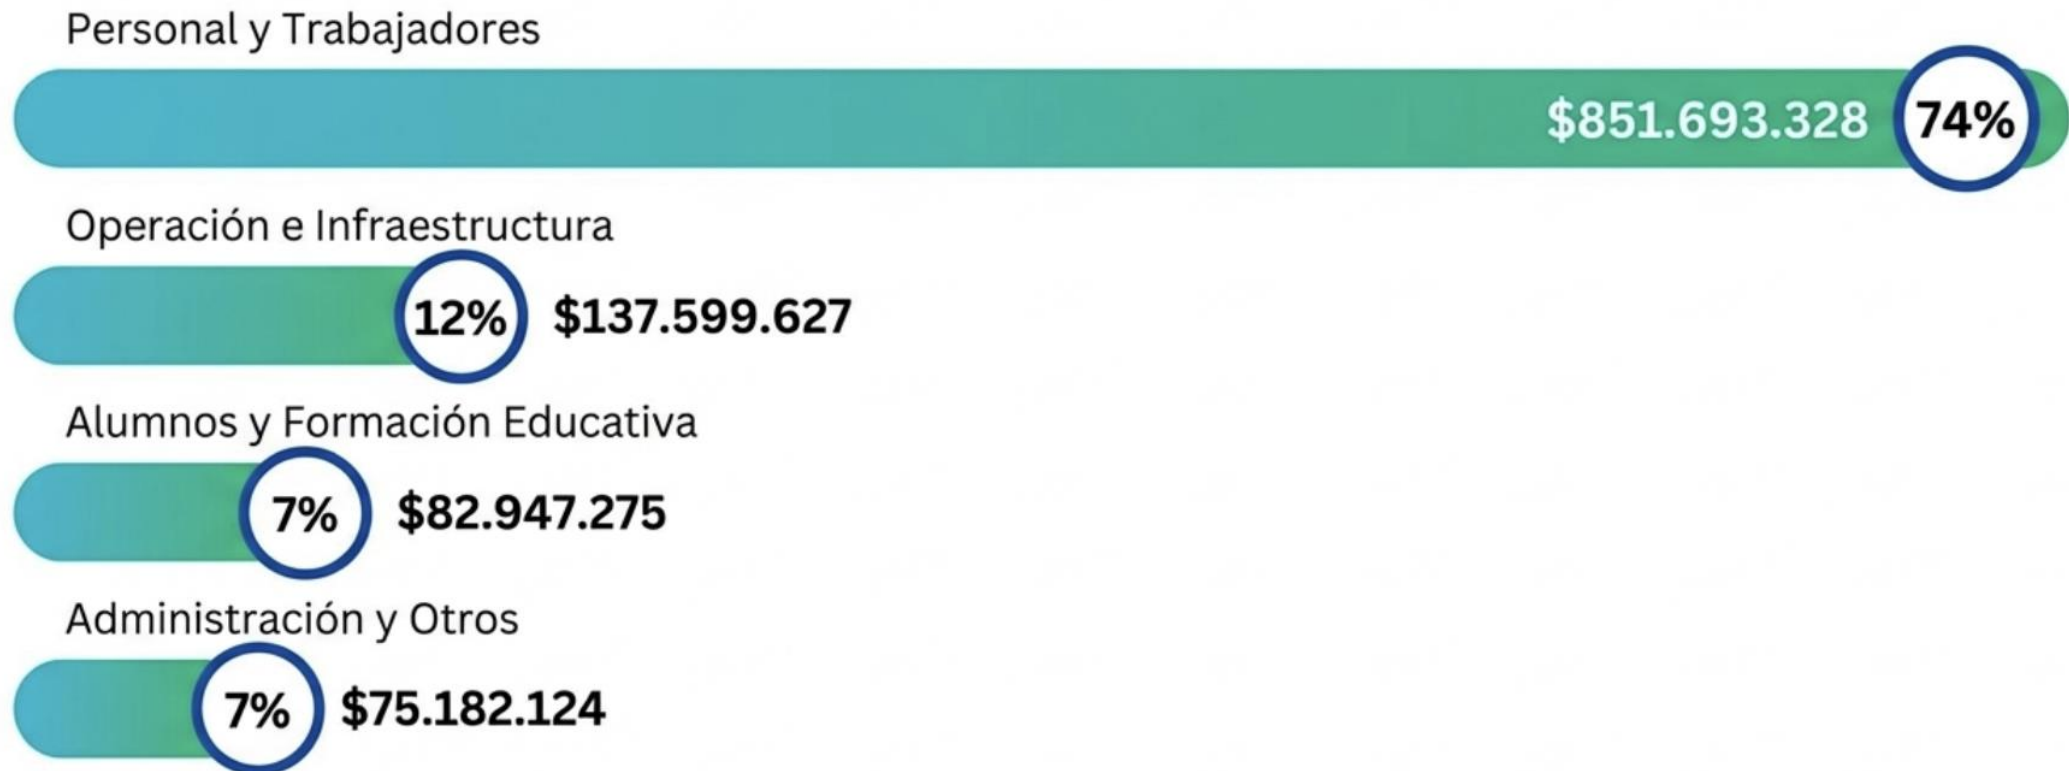 Personal y Trabajadores
$851.693.328 74%
Operación e Infraestructura
12% $137.599.627
Alumnos y Formación Educativa
7% $82.947.275
Administración y Otros
7% $75.182.124